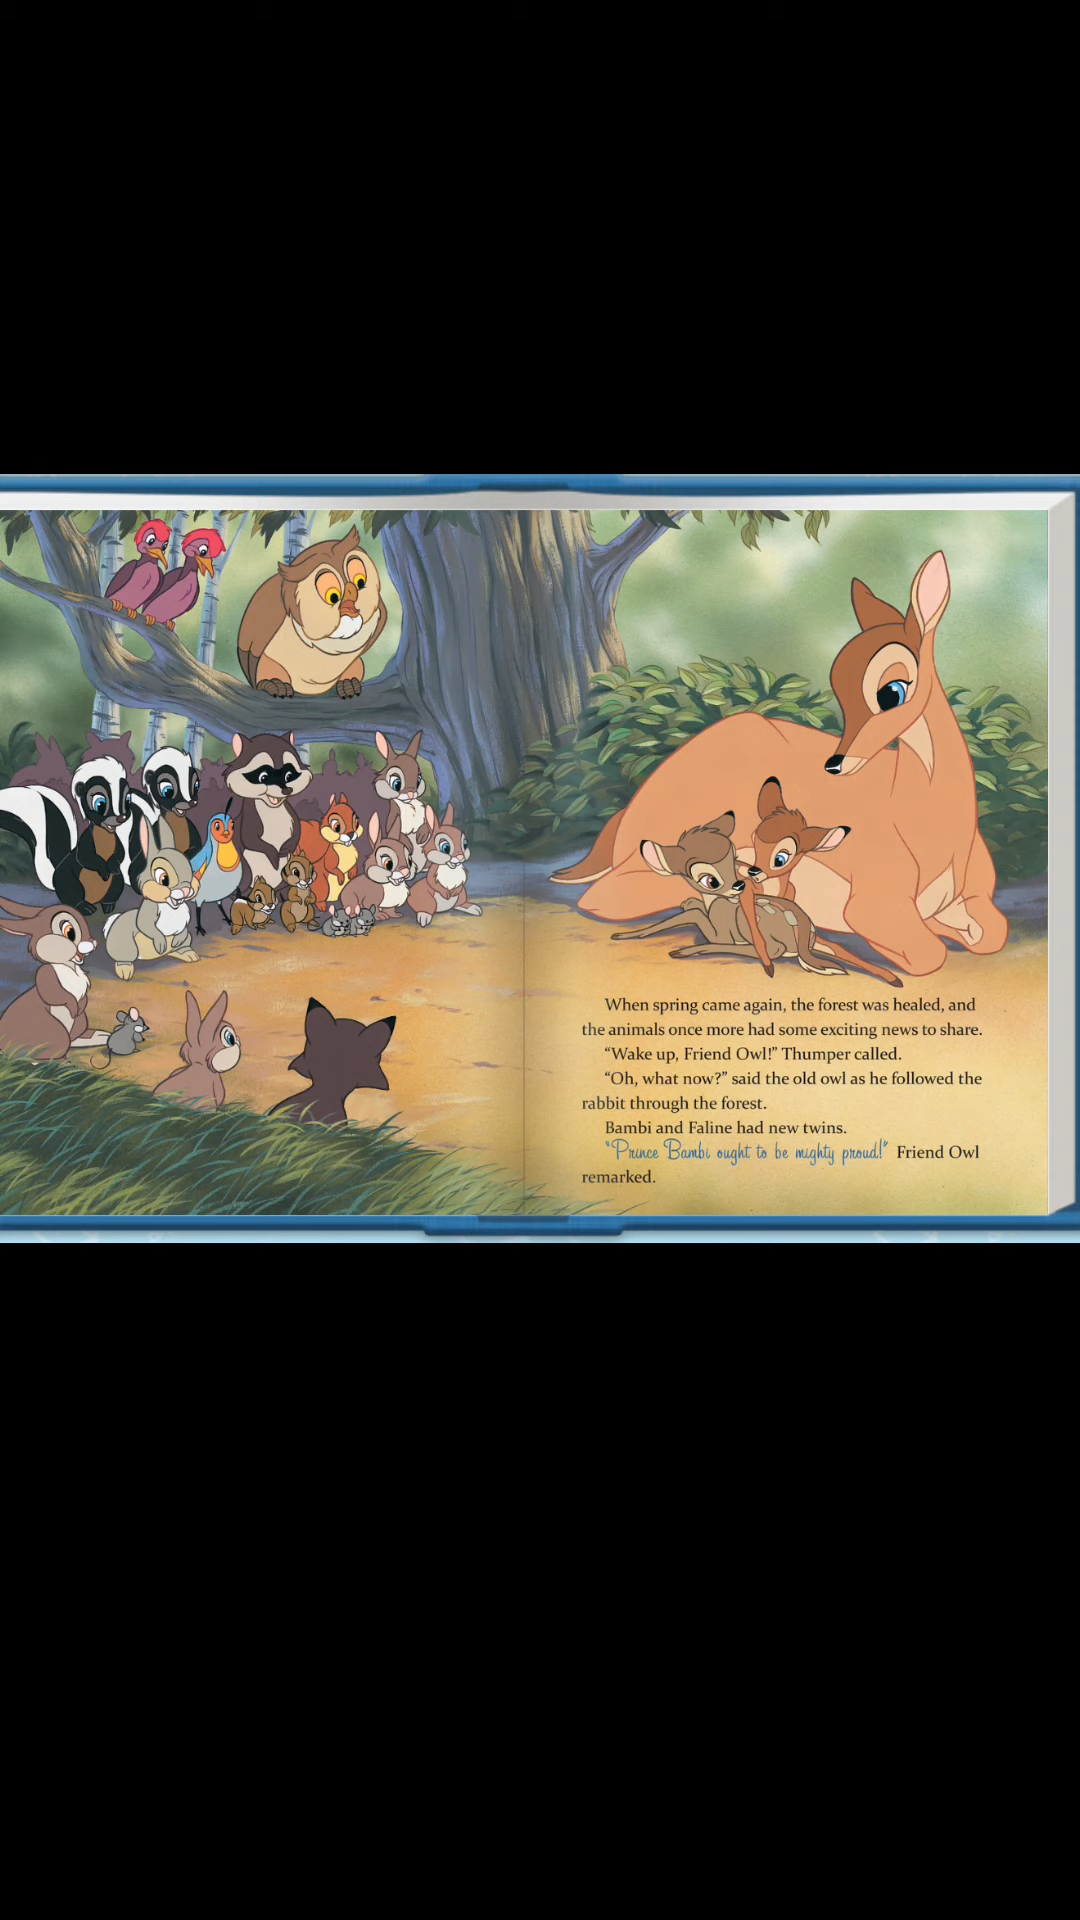 When spring came again, the forest was healed, and
the animals once more had some exciting news to share.
“Wake up, Friend Owl!” Thumper called.
“Oh, what now?” said the old owl as he followed the
rabbit through the forest.
Bambi and Faline had new twins.
“Prince Bambi ought to be mighty proud!” Friend Owl
remarked.